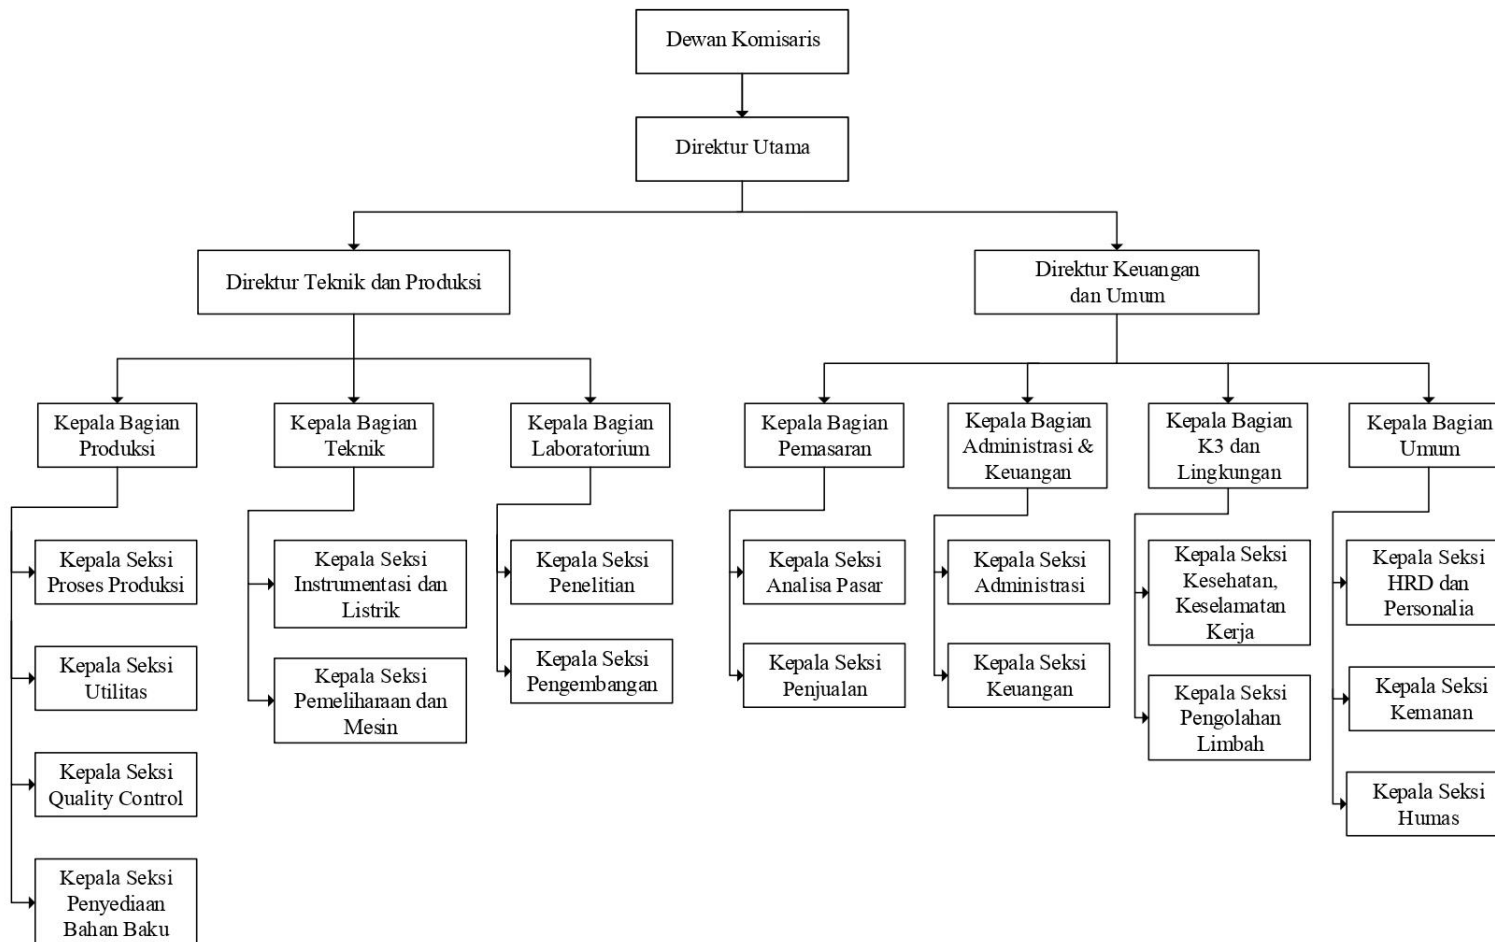 Dewan Komisaris
Direktur Utama
Direktur Teknik dan Produksi
Direktur Keuangan
dan Umum
Kepala Bagian
Produksi
Kepala Bagian
Teknik
Kepala Bagian
Laboratorium
Kepala Bagian
Pemasaran
Kepala Bagian
Administrasi &
Keuangan
Kepala Bagian
K3 dan
Lingkungan
Kepala Bagian
Umum
Kepala Seksi
Proses Produksi
Kepala Seksi
Utilitas
Kepala Seksi
Quality Control
Kepala Seksi
Penyediaan
Bahan Baku
Kepala Seksi
Instrumentasi dan
Listrik
Kepala Seksi
Pemeliharaan dan
Mesin
Kepala Seksi
Penelitian
Kepala Seksi
Pengembangan
Kepala Seksi
Analisa Pasar
Kepala Seksi
Penjualan
Kepala Seksi
Administrasi
Kepala Seksi
Keuangan
Kepala Seksi
Kesehatan,
Keselamatan
Kerja
Kepala Seksi
Pengolahan
Limbah
Kepala Seksi
HRD dan
Personalia
Kepala Seksi
Kemanan
Kepala Seksi
Humas